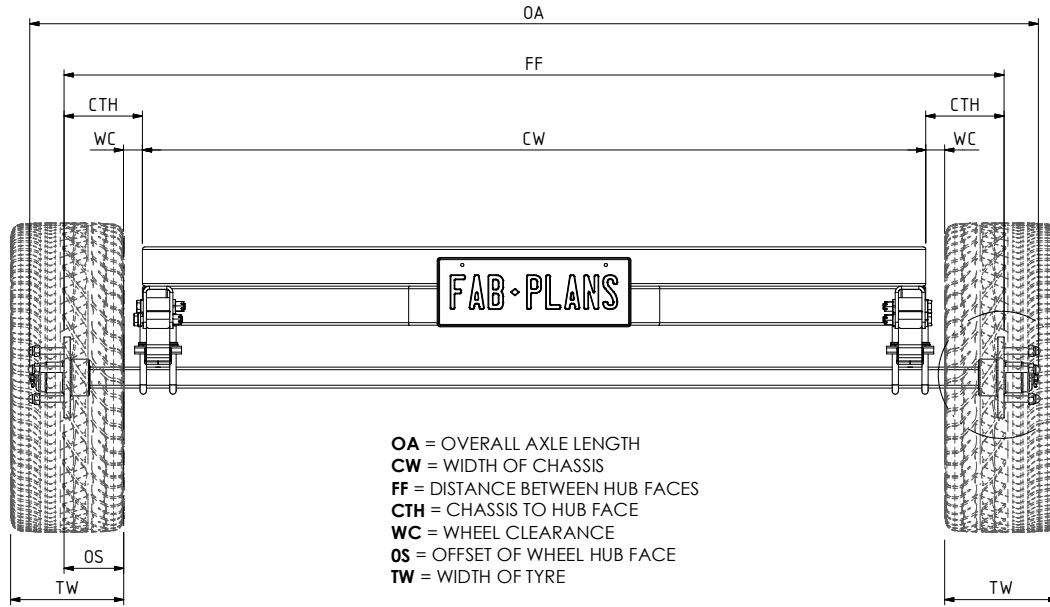 OA
FF
CTH CTH
WC CW WC
FAB PLANS
OA = OVERALL AXLE LENGTH
CW = WIDTH OF CHASSIS
FF = DISTANCE BETWEEN HUB FACES
CTH = CHASSIS TO HUB FACE
WC = WHEEL CLEARANCE
OS = OFFSET OF WHEEL HUB FACE
TW = WIDTH OF TYRE
OS
TW TW